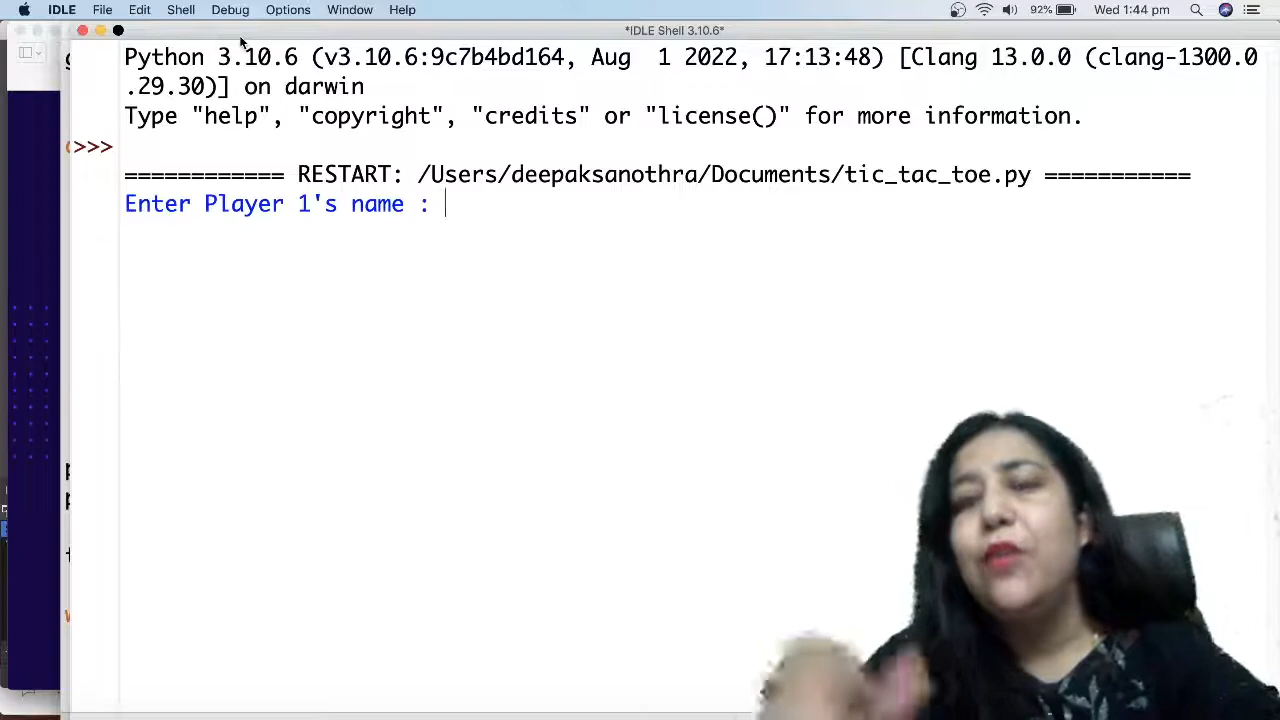 IDLE File Edit Shell Debug Options Window Help 92% Wed 1:44 pm
*IDLE Shell 3.10.6*
Python 3.10.6 (v3.10.6:9c7b4bd164, Aug  1 2022, 17:13:48) [Clang 13.0.0 (clang-1300.0
.29.30)] on darwin
Type "help", "copyright", "credits" or "license()" for more information.
>>>
============ RESTART: /Users/deepaksanothra/Documents/tic_tac_toe.py ===========
Enter Player 1's name :